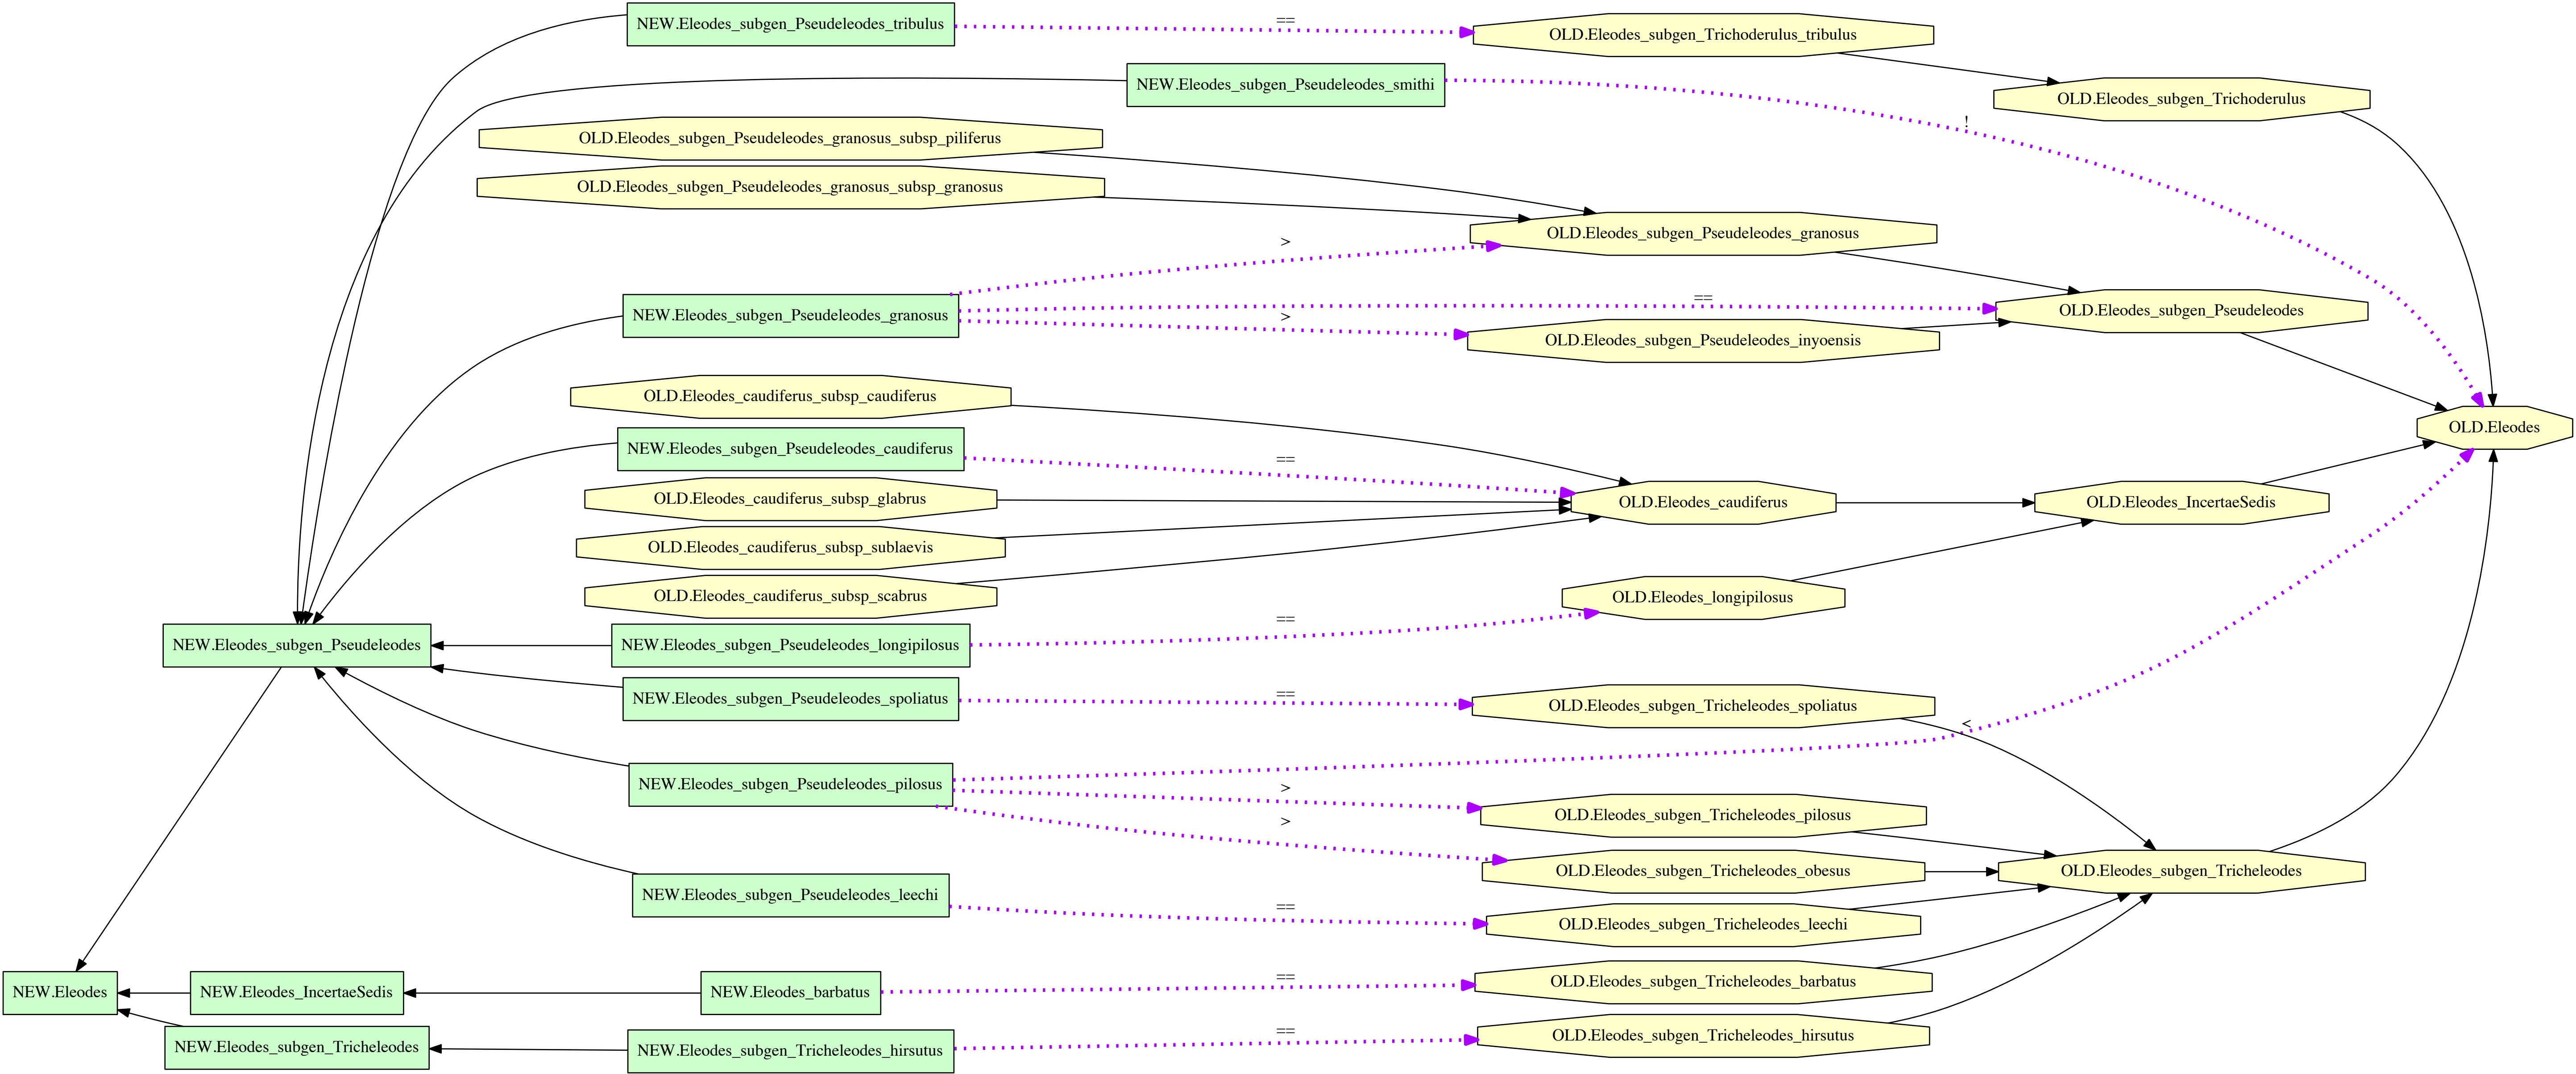 NEW.Eleodes_subgen_Pseudeleodes_tribulus
==
OLD.Eleodes_subgen_Trichoderulus_tribulus
NEW.Eleodes_subgen_Pseudeleodes_smithi
OLD.Eleodes_subgen_Trichoderulus
!
OLD.Eleodes_subgen_Pseudeleodes_granosus_subsp_piliferus
OLD.Eleodes_subgen_Pseudeleodes_granosus_subsp_granosus
>
OLD.Eleodes_subgen_Pseudeleodes_granosus
NEW.Eleodes_subgen_Pseudeleodes_granosus
==
>
OLD.Eleodes_subgen_Pseudeleodes
OLD.Eleodes_subgen_Pseudeleodes_inyoensis
OLD.Eleodes_caudiferus_subsp_caudiferus
OLD.Eleodes
NEW.Eleodes_subgen_Pseudeleodes_caudiferus
==
OLD.Eleodes_caudiferus_subsp_glabrus
OLD.Eleodes_caudiferus
OLD.Eleodes_IncertaeSedis
OLD.Eleodes_caudiferus_subsp_sublaevis
OLD.Eleodes_caudiferus_subsp_scabrus
OLD.Eleodes_longipilosus
NEW.Eleodes_subgen_Pseudeleodes
NEW.Eleodes_subgen_Pseudeleodes_longipilosus
==
NEW.Eleodes_subgen_Pseudeleodes_spoliatus
==
OLD.Eleodes_subgen_Tricheleodes_spoliatus
<
NEW.Eleodes_subgen_Pseudeleodes_pilosus
>
>
OLD.Eleodes_subgen_Tricheleodes_pilosus
OLD.Eleodes_subgen_Tricheleodes_obesus
OLD.Eleodes_subgen_Tricheleodes
NEW.Eleodes_subgen_Pseudeleodes_leechi
==
OLD.Eleodes_subgen_Tricheleodes_leechi
NEW.Eleodes
NEW.Eleodes_IncertaeSedis
NEW.Eleodes_barbatus
==
OLD.Eleodes_subgen_Tricheleodes_barbatus
NEW.Eleodes_subgen_Tricheleodes
NEW.Eleodes_subgen_Tricheleodes_hirsutus
==
OLD.Eleodes_subgen_Tricheleodes_hirsutus